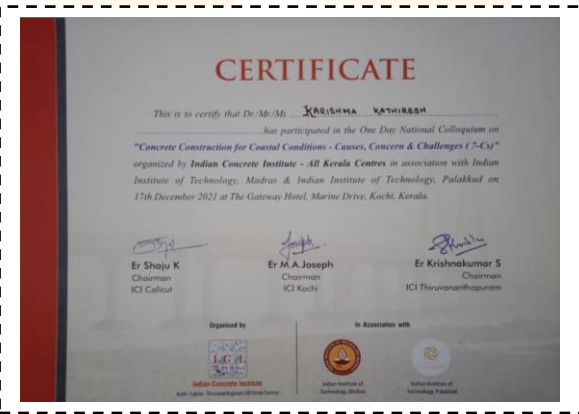 CERTIFICATE
This is to certify that Dr/Mr/Ms KARISHMA KATHIRESH
has participated in the One Day National Colloquium on
"Concrete Construction for Coastal Conditions - Causes, Concern & Challenges (7-Cs)"
organized by Indian Concrete Institute - All Kerala Centres in association with Indian
Institute of Technology, Madras & Indian Institute of Technology, Palakkad on
17th December 2021 at The Gateway Hotel, Marine Drive, Kochi, Kerala.
Joseph
Er Shaju K
Chairman
ICI Calicut
Er M.A.Joseph
Chairman
ICI Kochi
Er Krishnakumar S
Chairman
ICI Thiruvananthapuram
Organised by
In Association with
I.C.I.
Indian Concrete Institute
Indian Institute of
Technology, Madras
Indian Institute of
Technology, Palakkad